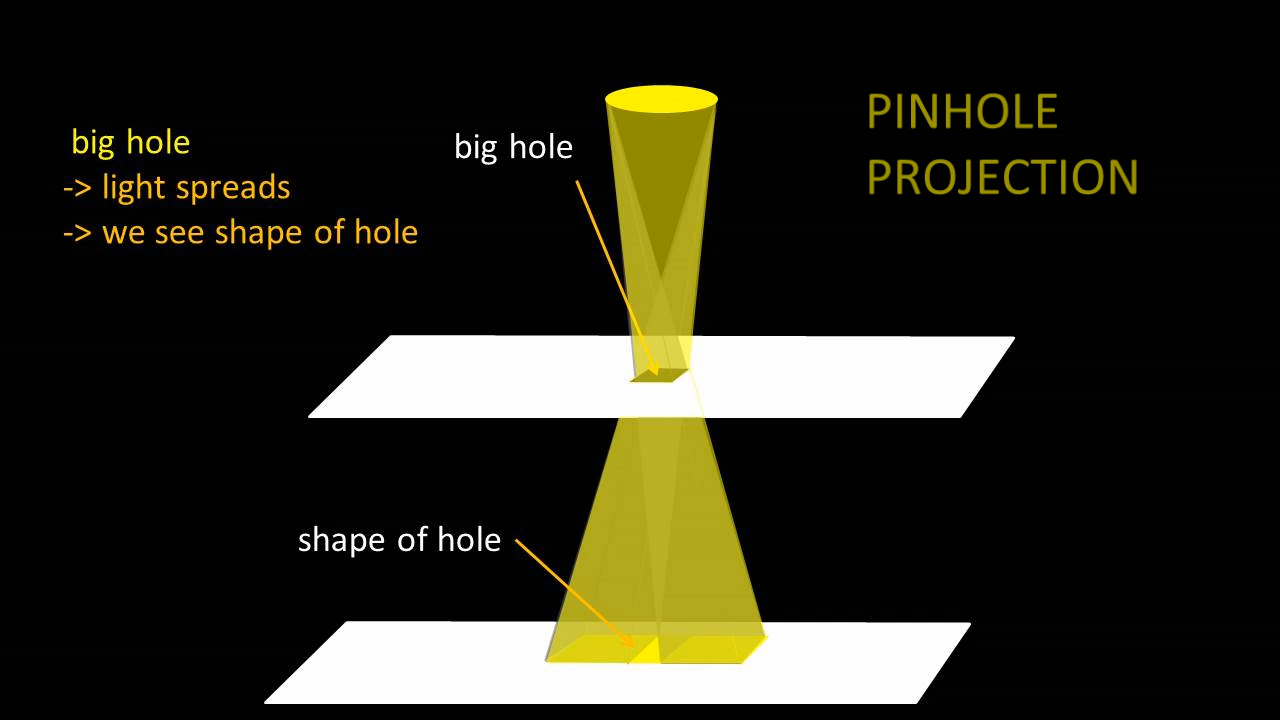 big hole
-> light spreads
-> we see shape of hole
big hole
PINHOLE
PROJECTION
shape of hole